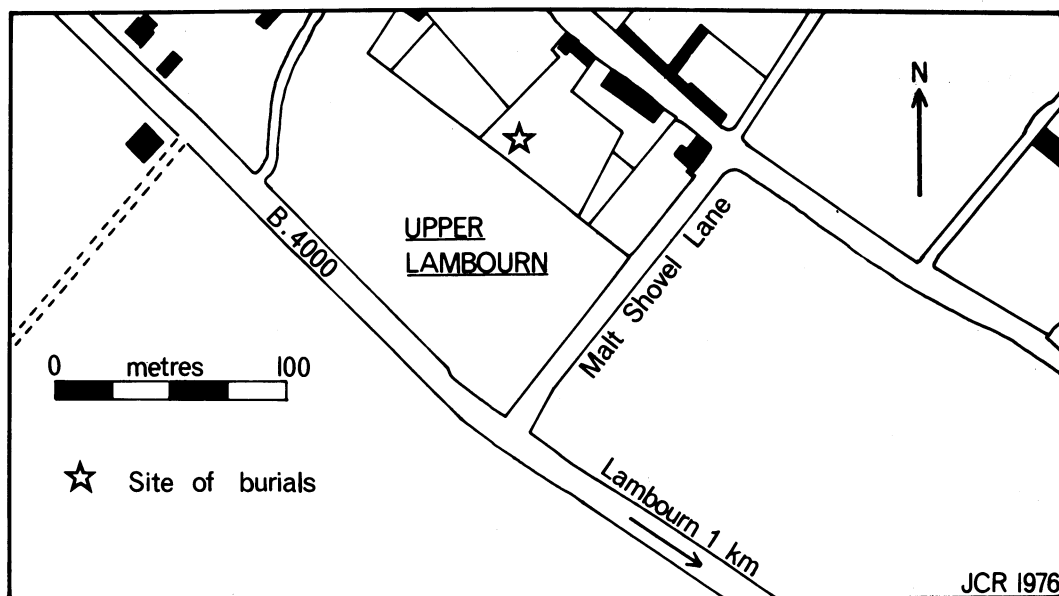 N
B.4000
UPPER
LAMBOURN
Malt Shovel Lane
0 metres 100
Site of burials
Lambourn 1 km
JCR 1976